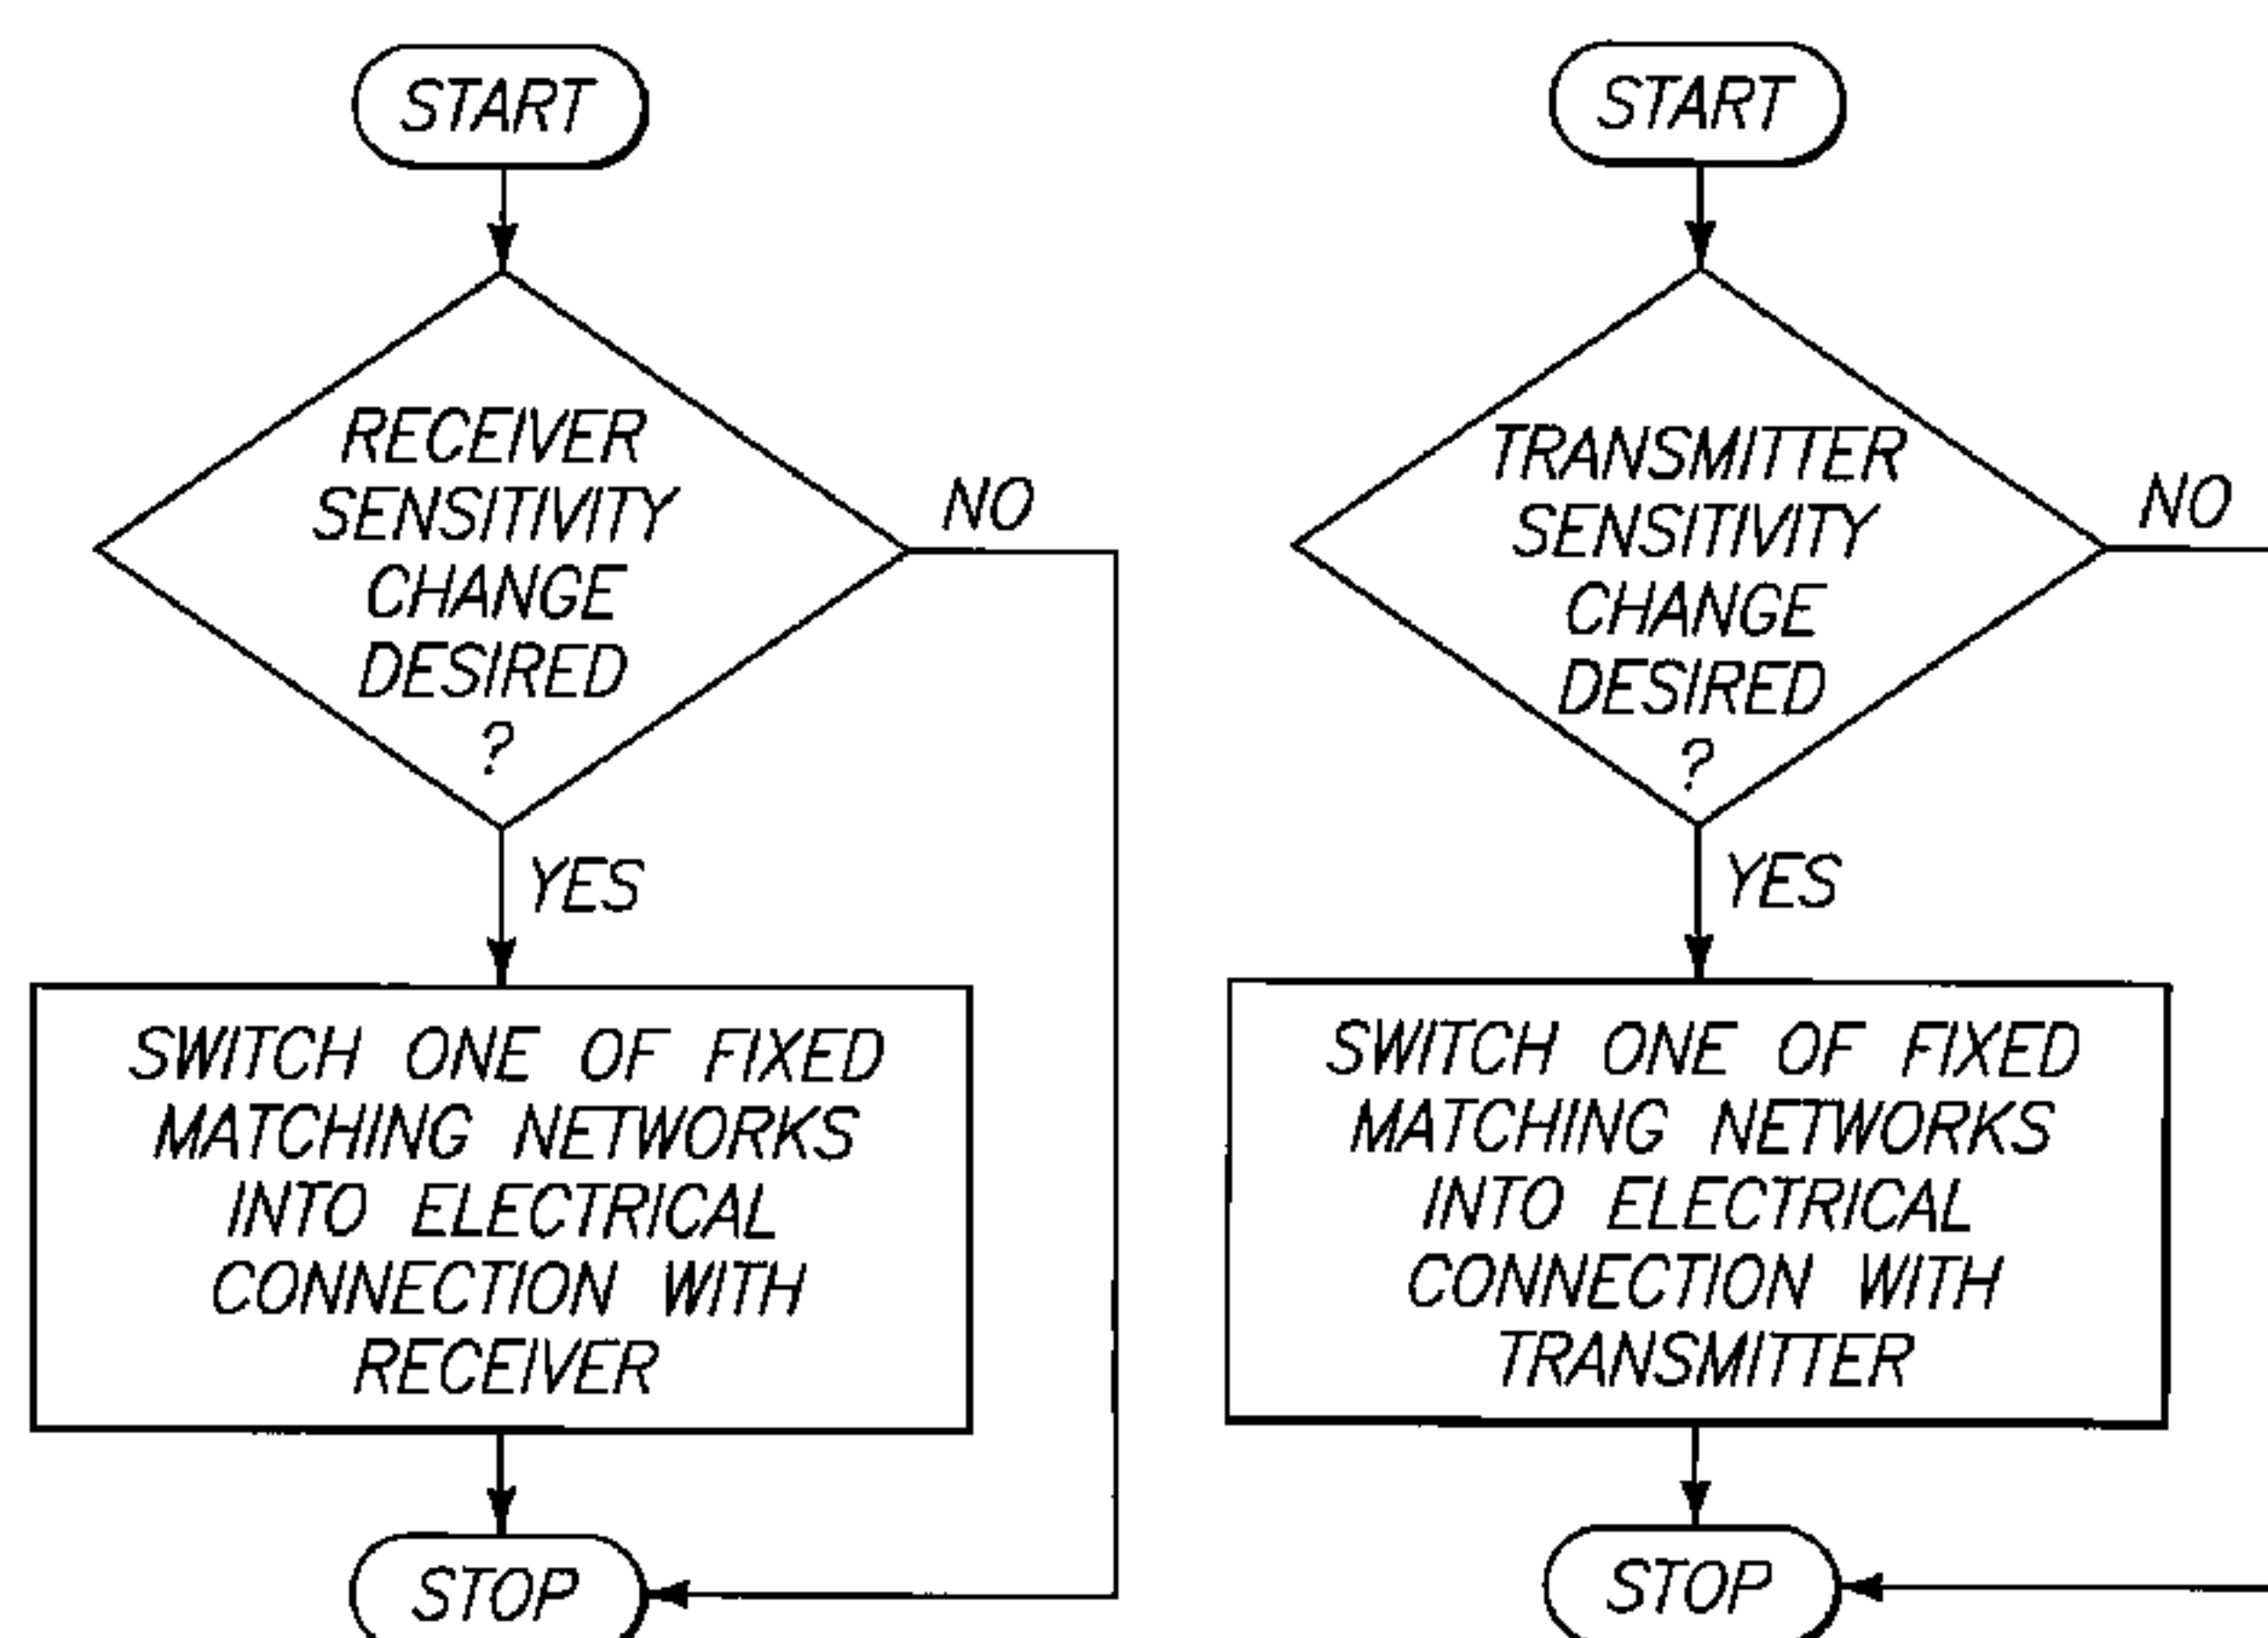 START
RECEIVER
SENSITIVITY
CHANGE
DESIRED
?
NO
YES
SWITCH ONE OF FIXED
MATCHING NETWORKS
INTO ELECTRICAL
CONNECTION WITH
RECEIVER
STOP
START
TRANSMITTER
SENSITIVITY
CHANGE
DESIRED
?
NO
YES
SWITCH ONE OF FIXED
MATCHING NETWORKS
INTO ELECTRICAL
CONNECTION WITH
TRANSMITTER
STOP